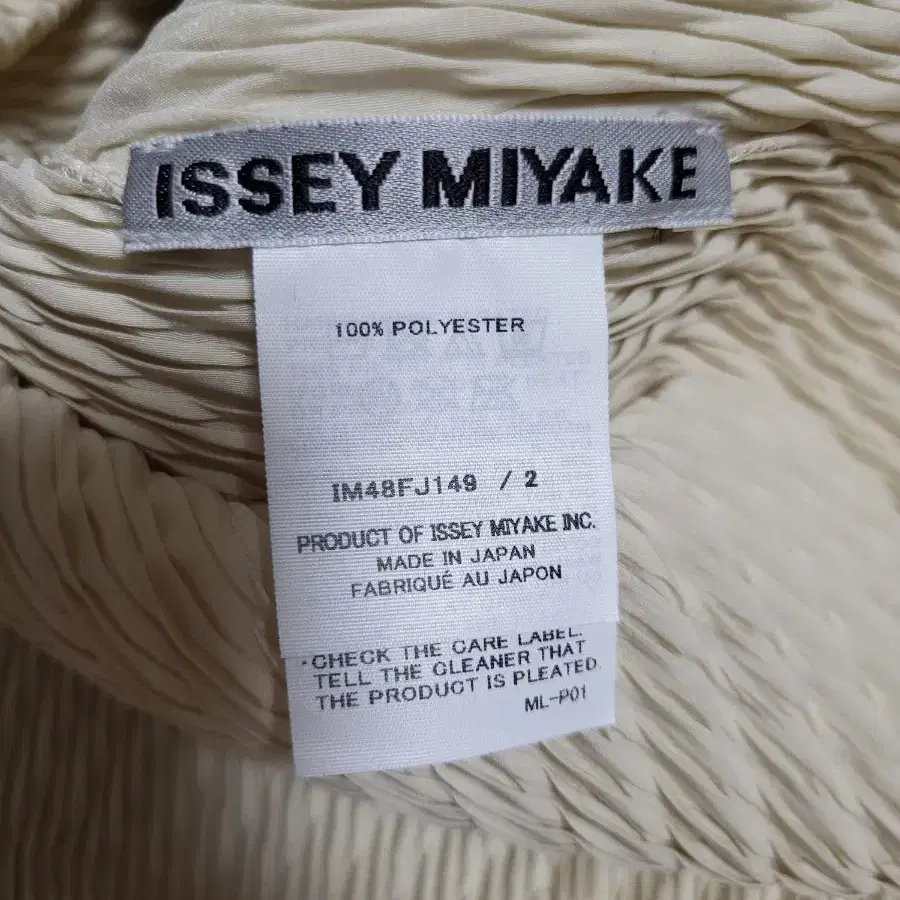 ISSEY MIYAKE
100% POLYESTER
IM48FJ149 / 2
PRODUCT OF ISSEY MIYAKE INC.
MADE IN JAPAN
FABRIQUÉ AU JAPON
・CHECK THE CARE LABEL.
TELL THE CLEANER THAT
THE PRODUCT IS PLEATED.
ML-P01